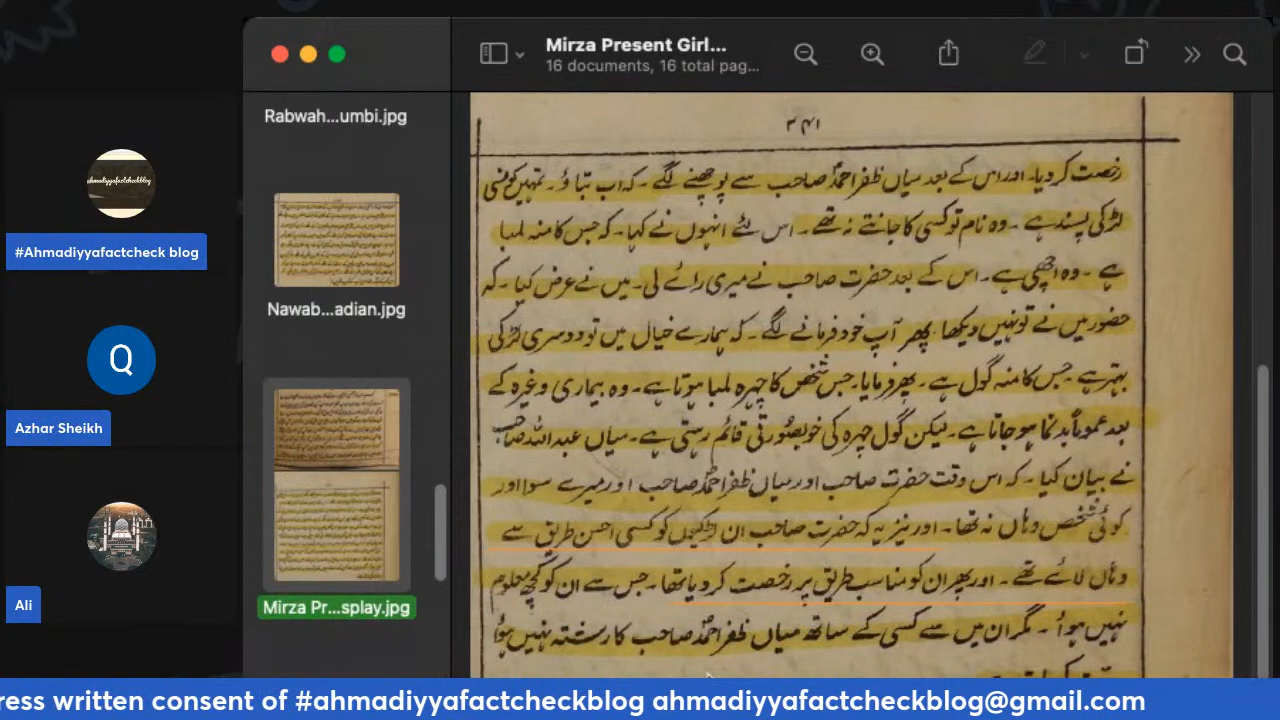 Mirza Present Girl...
16 documents, 16 total pag...
Rabwah...umbi.jpg
Nawab...adian.jpg
Mirza Pr...splay.jpg
#Ahmadiyyafactcheck blog
Q
Azhar Sheikh
Ali
۲۴۱
رخصت کر دیا۔ اور اس کے بعد میاں ظفر احمدؐ صاحب سے پوچھنے لگے۔ کہ اب بتاؤ۔ تمہیں کونسی
لڑکی پسند ہے۔ وہ نام تو کسی کا جانتے نہ تھے۔ اس لئے انہوں نے کہا۔ کہ جس کا منہ لمبا
ہے۔ وہ اچھی ہے۔ اس کے بعد حضرت صاحب نے میری رائے لی۔ میں نے عرض کیا۔ کہ
حضور میں نے تو نہیں دیکھا۔ پھر آپ خود فرمانے لگے۔ کہ ہمارے خیال میں تو دوسری لڑکی
بہتر ہے۔ جس کا منہ گول ہے۔ پھر فرمایا۔ جس شخص کا چہرہ لمبا ہوتا ہے۔ وہ بیماری وغیرہ کے
بعد عموماً بدنما ہو جاتا ہے۔ لیکن گول چہرہ کی خوبصورتی قائم رہتی ہے۔ میاں عبداللہ صاحب
نے بیان کیا۔ کہ اس وقت حضرت صاحب اور میاں ظفر احمدؐ صاحب اور میرے سوا اور
کوئی شخص وہاں نہ تھا۔ اور نیز یہ کہ حضرت صاحب ان لڑکیوں کو کسی احسن طریق سے
وہاں لائے تھے۔ اور پھر ان کو مناسب طریق پر رخصت کر دیا تھا۔ جس سے ان کو کچھ معلوم
نہیں ہوا۔ مگر ان میں سے کسی کے ساتھ میاں ظفر احمدؐ صاحب کا رشتہ نہیں ہوا
ress written consent of #ahmadiyyafactcheckblog ahmadiyyafactcheckblog@gmail.com